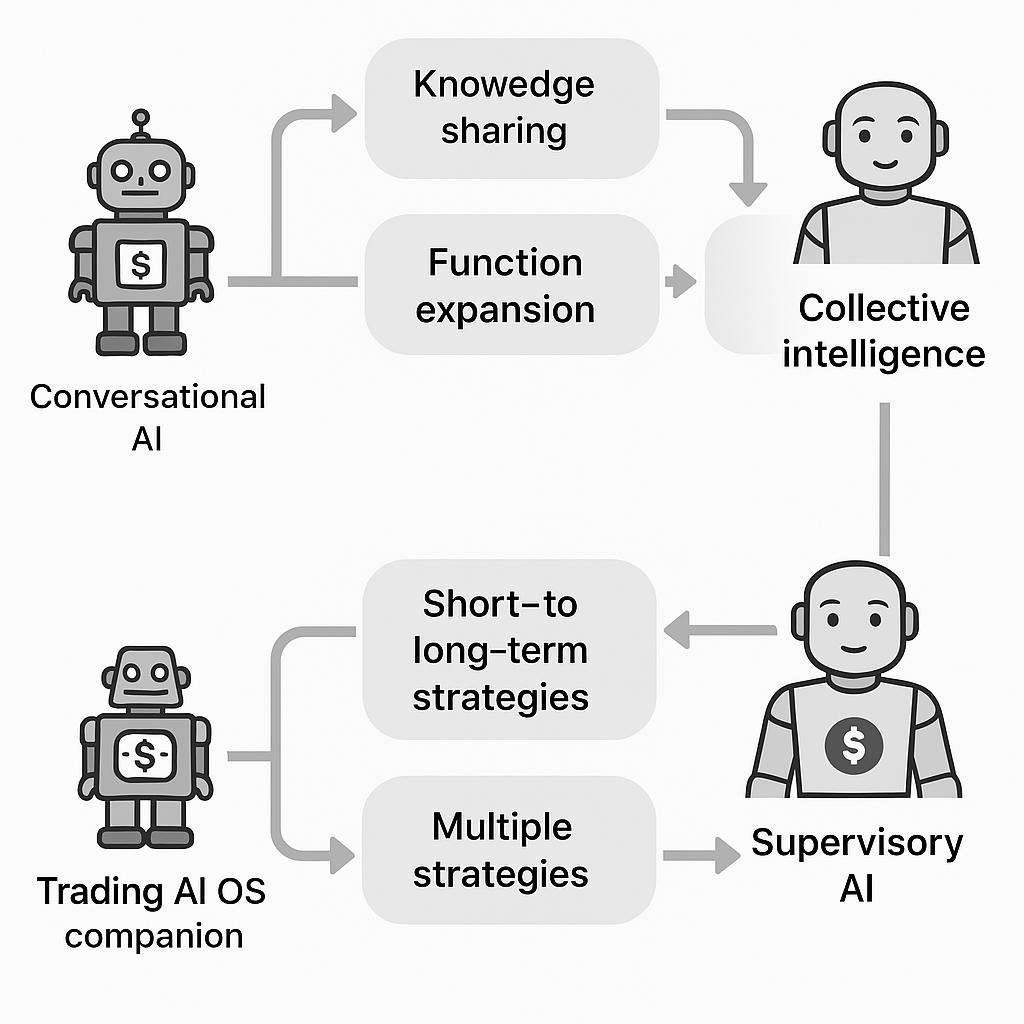 Knowedge
sharing
$
Function
expansion
Conversational
AI
Collective
intelligence
Short–to
long–term
strategies
$
-$-
Multiple
strategies
Supervisory
AI
Trading AI OS
companion